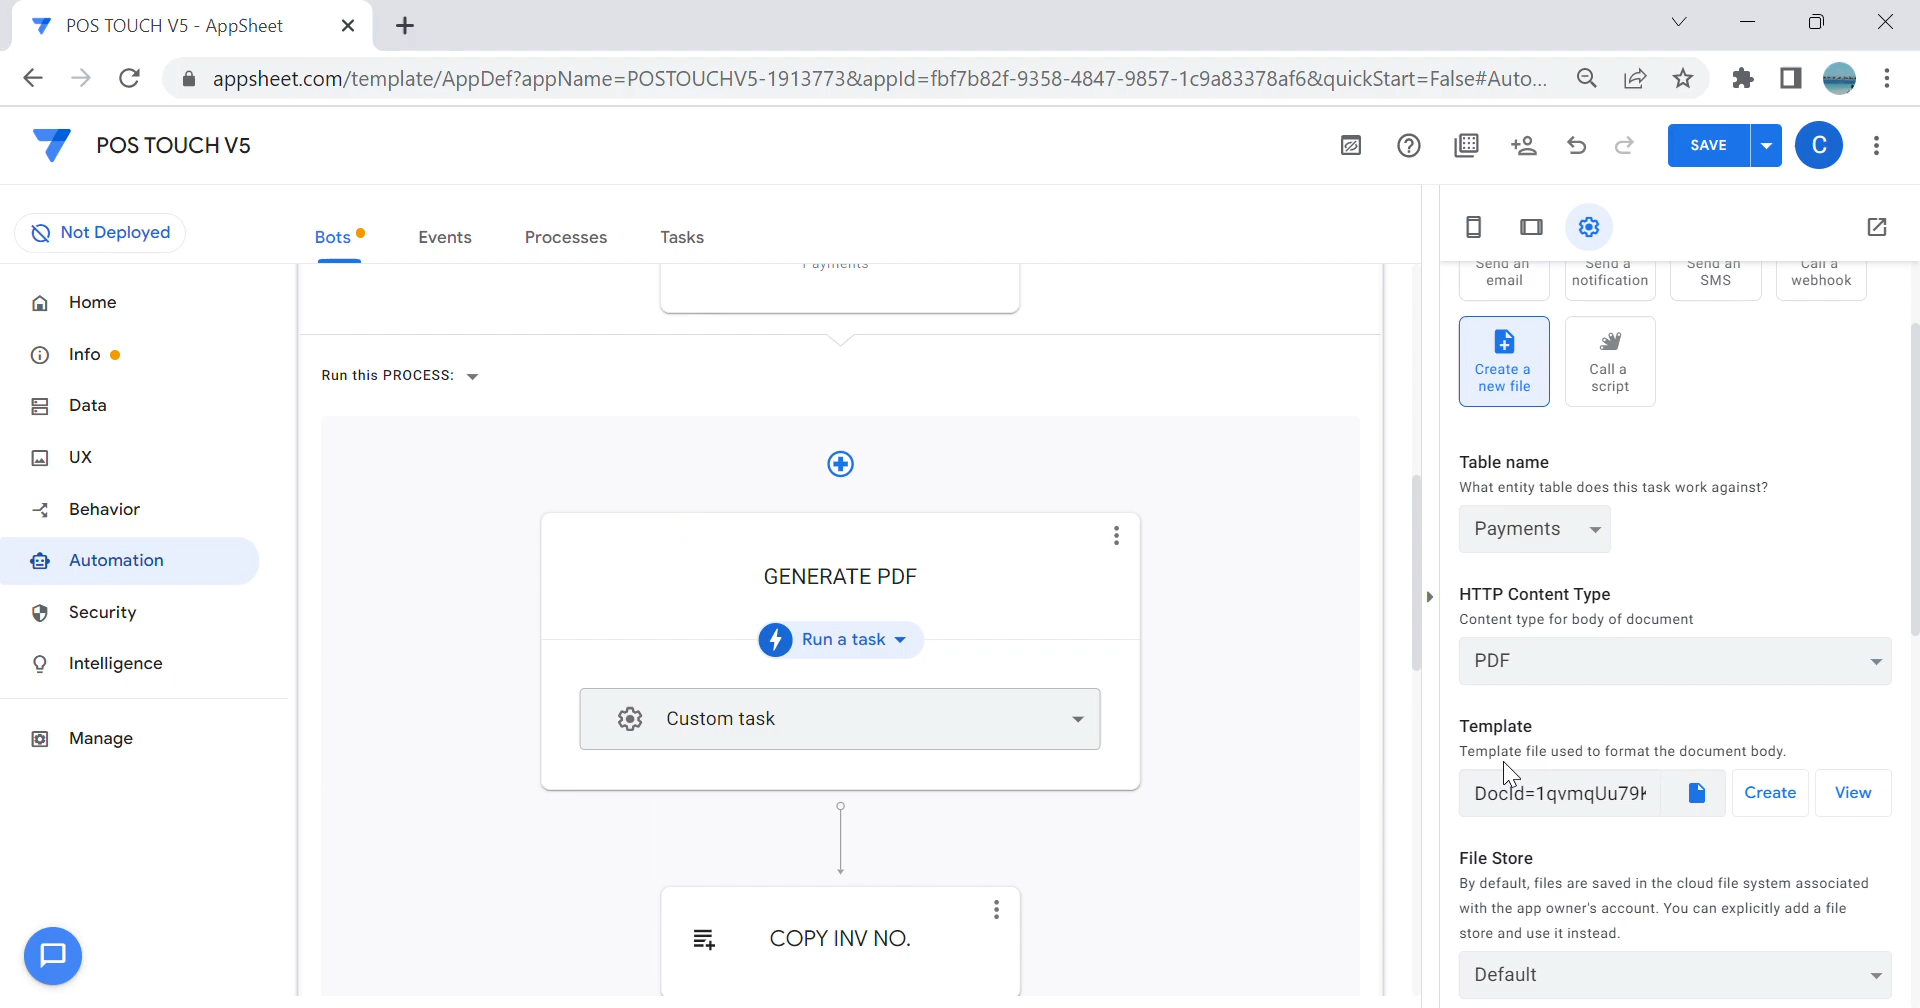 POS TOUCH V5 - AppSheet
appsheet.com/template/AppDef?appName=POSTOUCHV5-1913773&appId=fbf7b82f-9358-4847-9857-1c9a83378af6&quickStart=False#Auto...
POS TOUCH V5
SAVE
C
Not Deployed
Bots
Events
Processes
Tasks
Home
Info
Data
UX
Behavior
Automation
Security
Intelligence
Manage
Payments
Run this PROCESS:
GENERATE PDF
Run a task
Custom task
COPY INV NO.
Send an
email
Send a
notification
Send an
SMS
Call a
webhook
Create a
new file
Call a
script
Table name
What entity table does this task work against?
Payments
HTTP Content Type
Content type for body of document
PDF
Template
Template file used to format the document body.
DocId=1qvmqUu79K
Create
View
File Store
By default, files are saved in the cloud file system associated
with the app owner's account. You can explicitly add a file
store and use it instead.
Default